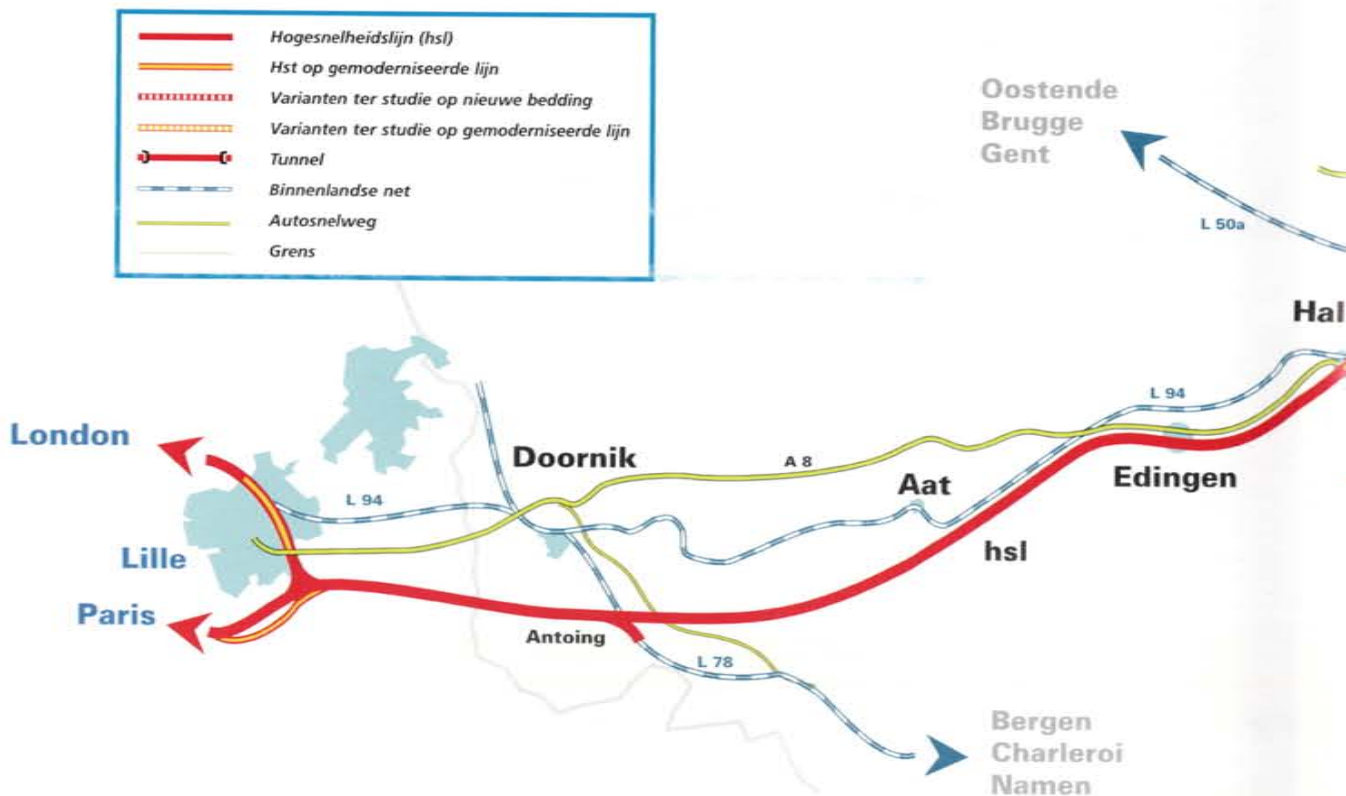 Hogesnelheidslijn (hsl)
Hst op gemoderniseerde lijn
Varianten ter studie op nieuwe bedding
Varianten ter studie op gemoderniseerde lijn
Tunnel
Binnenlandse net
Autosnelweg
Grens
Oostende
Brugge
Gent
L 50a
Hal
L 94
London
Doornik
A 8
Edingen
L 94
Aat
Lille
hsl
Paris
Antoing
L 78
Bergen
Charleroi
Namen